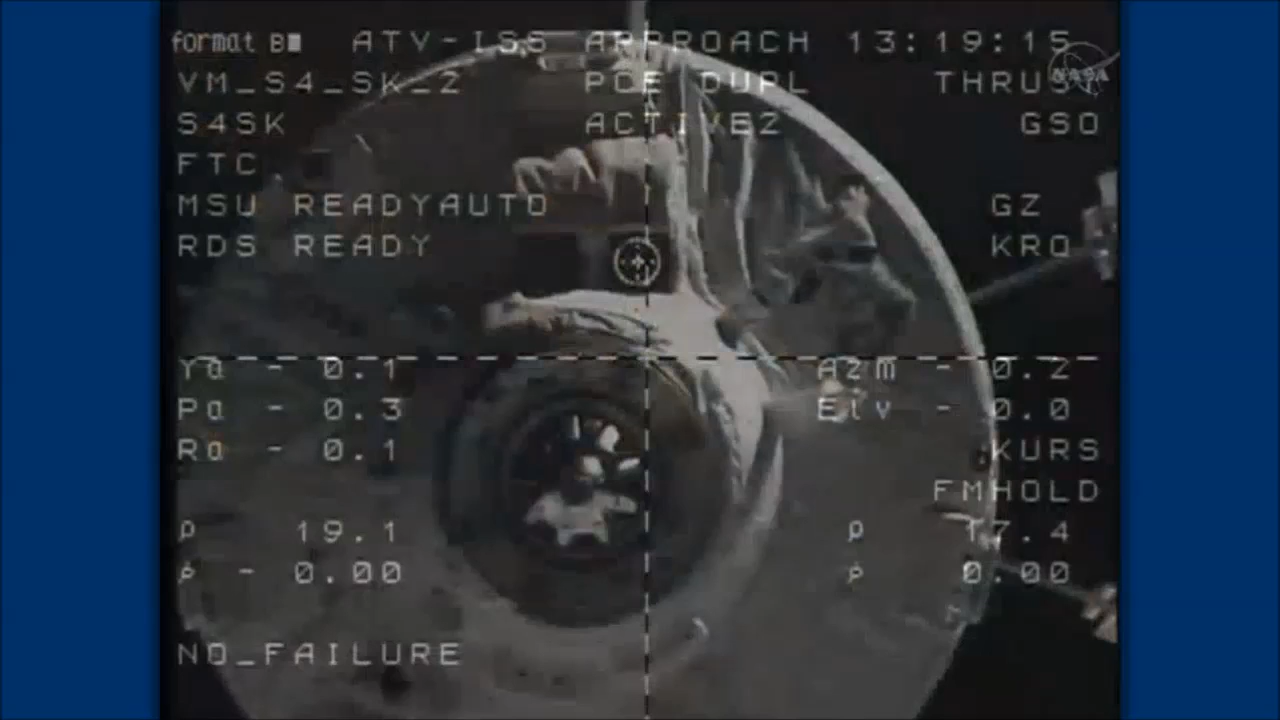 format B ATV-ISS APPROACH 13:19:15
NASA
VM_S4_SK_2 PCE DUPL THRUST
S4SK ACTIVE2 GSO
FTC
MSU READYAUTO GZ
RDS READY KRO
Ya - 0.1 Azm - 0.2
Pa - 0.3 Elv - 0.0
Ra - 0.1 KURS
FMHOLD
ρ 19.1 ρ 17.4
ρ̇ - 0.00 ρ̇ 0.00
NO_FAILURE